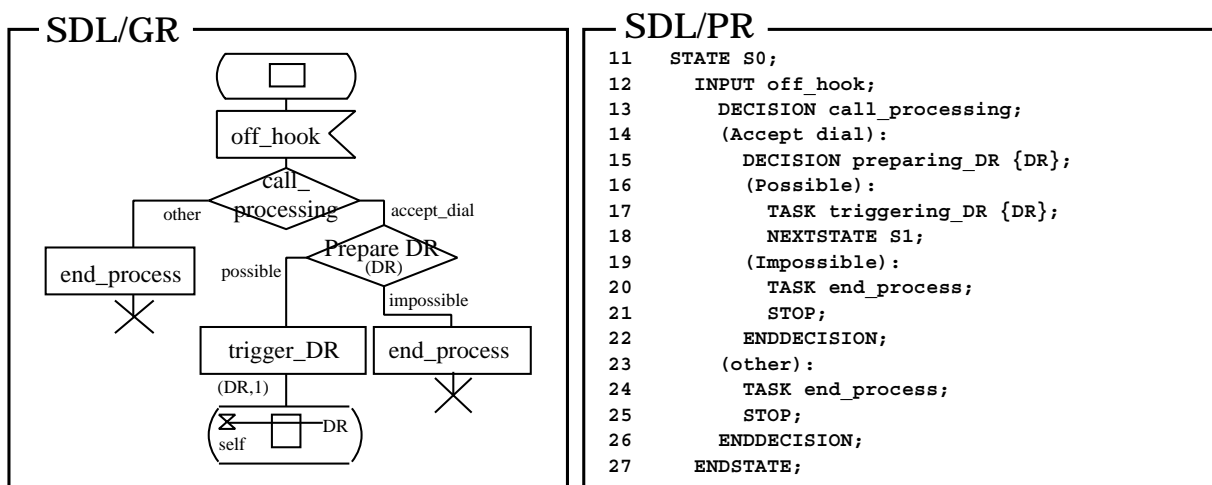 SDL/GR
off_hook
call_
processing
other
accept_dial
end_process
Prepare DR
(DR)
possible
impossible
trigger_DR
end_process
(DR,1)
DR
self
SDL/PR
11 STATE S0;
12 INPUT off_hook;
13 DECISION call_processing;
14 (Accept dial):
15 DECISION preparing_DR {DR};
16 (Possible):
17 TASK triggering_DR {DR};
18 NEXTSTATE S1;
19 (Impossible):
20 TASK end_process;
21 STOP;
22 ENDDECISION;
23 (other):
24 TASK end_process;
25 STOP;
26 ENDDECISION;
27 ENDSTATE;